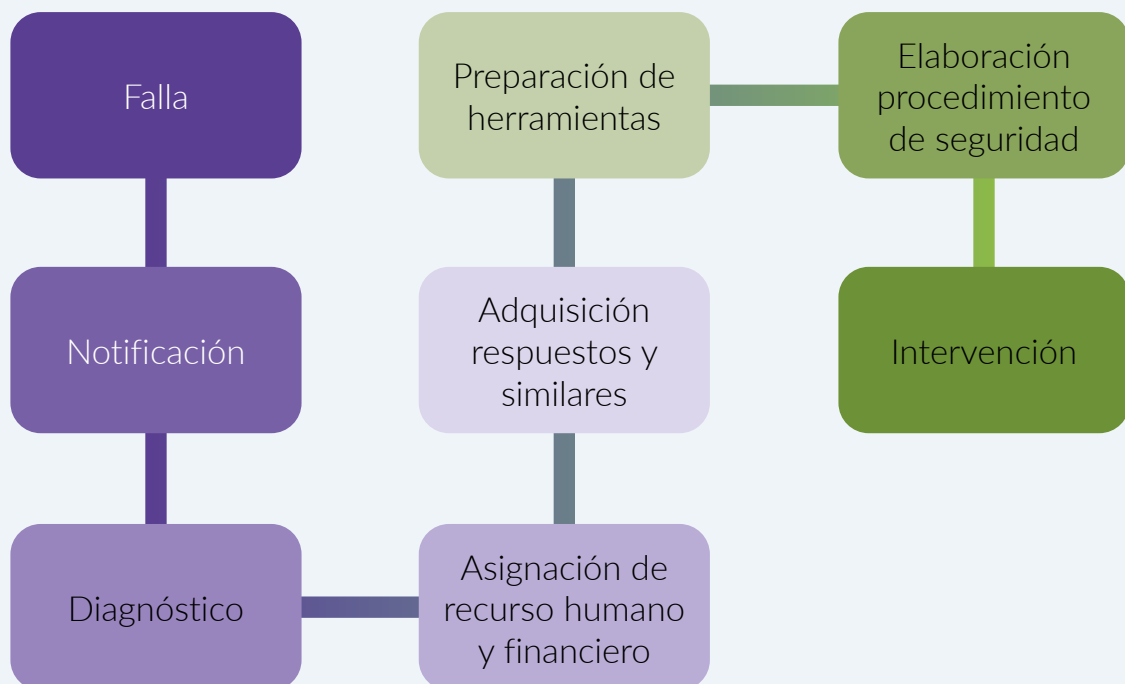 Falla
Notificación
Diagnóstico
Asignación de
recurso humano
y financiero
Adquisición
respuestos y
similares
Preparación de
herramientas
Elaboración
procedimiento
de seguridad
Intervención